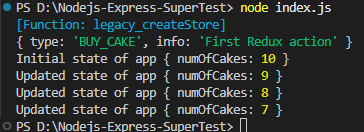 PS D:\Nodejs-Express-SuperTest> node index.js
[Function: legacy_createStore]
{ type: 'BUY_CAKE', info: 'First Redux action' }
Initial state of app { numOfCakes: 10 }
Updated state of app { numOfCakes: 9 }
Updated state of app { numOfCakes: 8 }
Updated state of app { numOfCakes: 7 }
PS D:\Nodejs-Express-SuperTest>